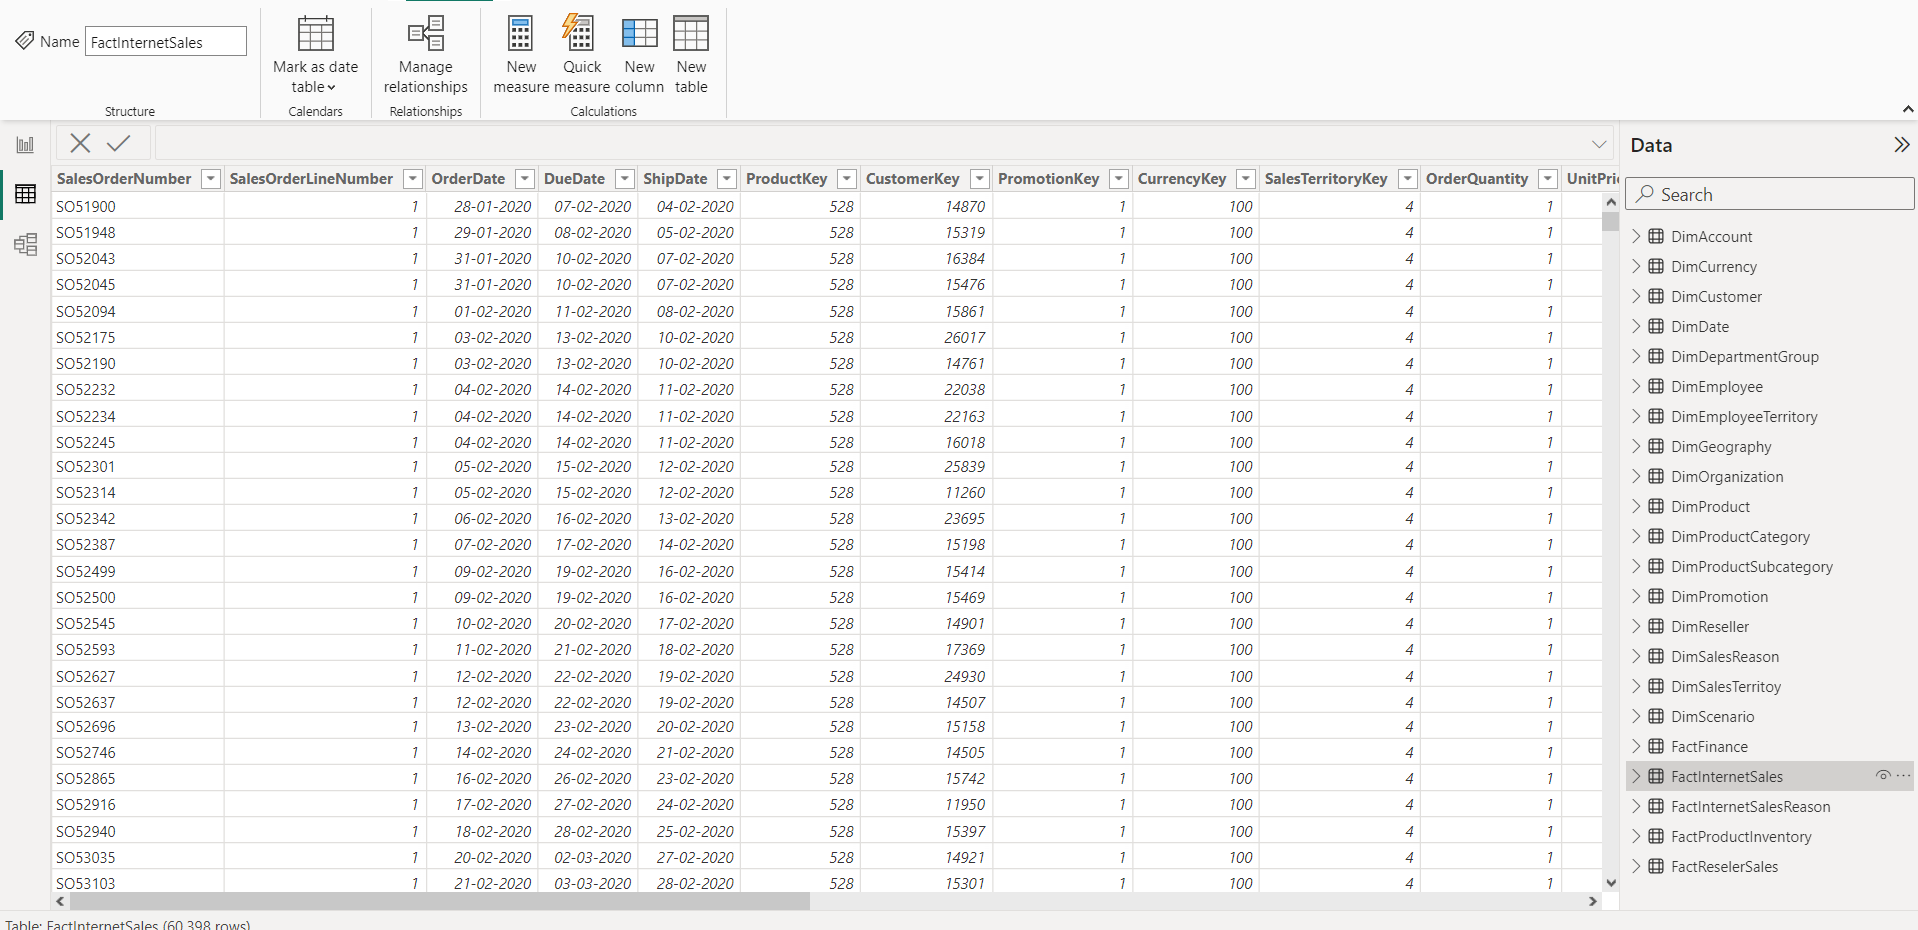 Name FactInternetSales
Mark as date table
Manage relationships
New measure
Quick measure
New column
New table
Structure Calendars Relationships Calculations
SalesOrderNumber SalesOrderLineNumber OrderDate DueDate ShipDate ProductKey CustomerKey PromotionKey CurrencyKey SalesTerritoryKey OrderQuantity UnitPri
SO51900 1 28-01-2020 07-02-2020 04-02-2020 528 14870 1 100 4 1
SO51948 1 29-01-2020 08-02-2020 05-02-2020 528 15319 1 100 4 1
SO52043 1 31-01-2020 10-02-2020 07-02-2020 528 16384 1 100 4 1
SO52045 1 31-01-2020 10-02-2020 07-02-2020 528 15476 1 100 4 1
SO52094 1 01-02-2020 11-02-2020 08-02-2020 528 15861 1 100 4 1
SO52175 1 03-02-2020 13-02-2020 10-02-2020 528 26017 1 100 4 1
SO52190 1 03-02-2020 13-02-2020 10-02-2020 528 14761 1 100 4 1
SO52232 1 04-02-2020 14-02-2020 11-02-2020 528 22038 1 100 4 1
SO52234 1 04-02-2020 14-02-2020 11-02-2020 528 22163 1 100 4 1
SO52245 1 04-02-2020 14-02-2020 11-02-2020 528 16018 1 100 4 1
SO52301 1 05-02-2020 15-02-2020 12-02-2020 528 25839 1 100 4 1
SO52314 1 05-02-2020 15-02-2020 12-02-2020 528 11260 1 100 4 1
SO52342 1 06-02-2020 16-02-2020 13-02-2020 528 23695 1 100 4 1
SO52387 1 07-02-2020 17-02-2020 14-02-2020 528 15198 1 100 4 1
SO52499 1 09-02-2020 19-02-2020 16-02-2020 528 15414 1 100 4 1
SO52500 1 09-02-2020 19-02-2020 16-02-2020 528 15469 1 100 4 1
SO52545 1 10-02-2020 20-02-2020 17-02-2020 528 14901 1 100 4 1
SO52593 1 11-02-2020 21-02-2020 18-02-2020 528 17369 1 100 4 1
SO52627 1 12-02-2020 22-02-2020 19-02-2020 528 24930 1 100 4 1
SO52637 1 12-02-2020 22-02-2020 19-02-2020 528 14507 1 100 4 1
SO52696 1 13-02-2020 23-02-2020 20-02-2020 528 15158 1 100 4 1
SO52746 1 14-02-2020 24-02-2020 21-02-2020 528 14505 1 100 4 1
SO52865 1 16-02-2020 26-02-2020 23-02-2020 528 15742 1 100 4 1
SO52916 1 17-02-2020 27-02-2020 24-02-2020 528 11950 1 100 4 1
SO52940 1 18-02-2020 28-02-2020 25-02-2020 528 15397 1 100 4 1
SO53035 1 20-02-2020 02-03-2020 27-02-2020 528 14921 1 100 4 1
SO53103 1 21-02-2020 03-03-2020 28-02-2020 528 15301 1 100 4 1
Data
Search
DimAccount
DimCurrency
DimCustomer
DimDate
DimDepartmentGroup
DimEmployee
DimEmployeeTerritory
DimGeography
DimOrganization
DimProduct
DimProductCategory
DimProductSubcategory
DimPromotion
DimReseller
DimSalesReason
DimSalesTerritoy
DimScenario
FactFinance
FactInternetSales
FactInternetSalesReason
FactProductInventory
FactReselerSales
Table: FactInternetSales (60,398 rows)